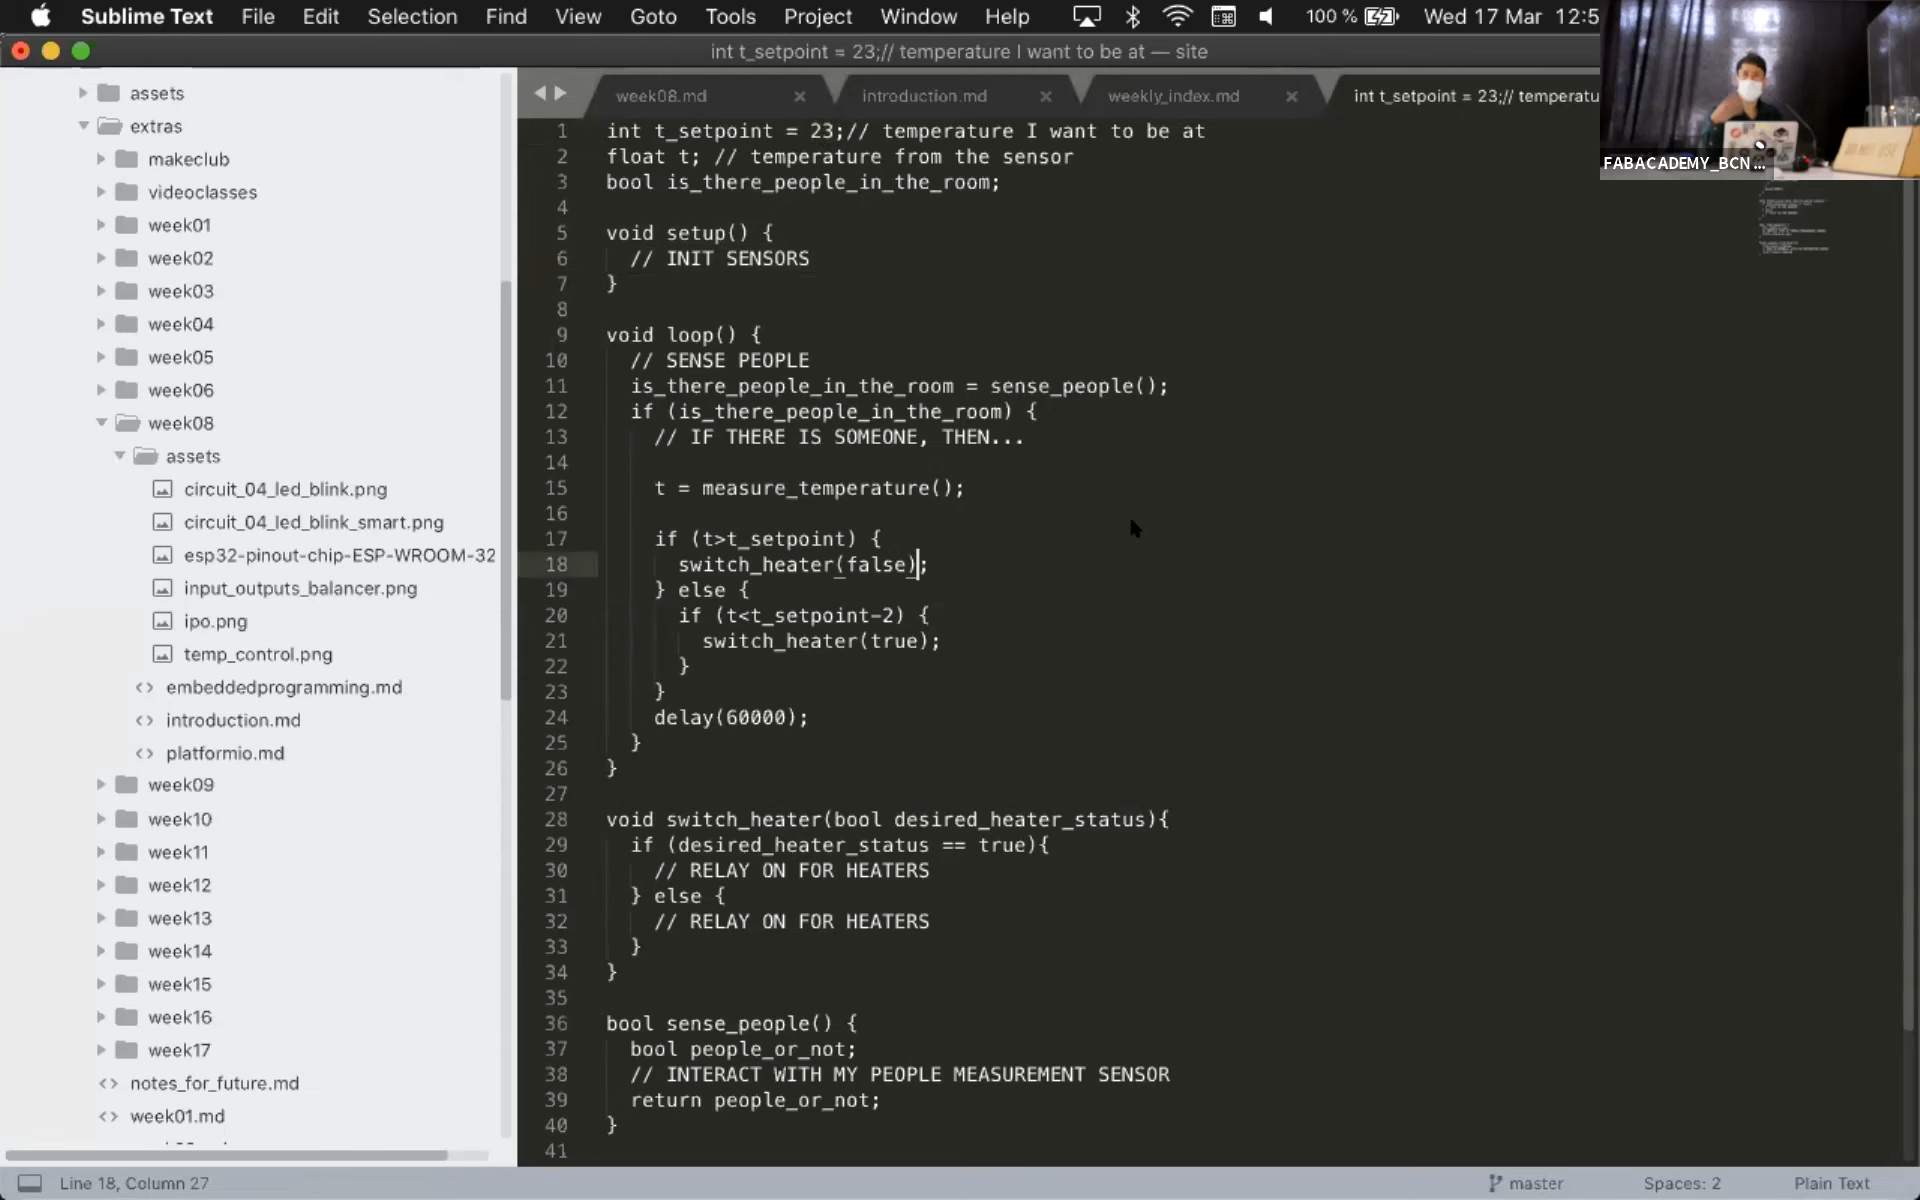 Sublime Text File Edit Selection Find View Goto Tools Project Window Help 100 % Wed 17 Mar 12:5
int t_setpoint = 23;// temperature I want to be at — site
assets
extras
makeclub
videoclasses
week01
week02
week03
week04
week05
week06
week08
assets
circuit_04_led_blink.png
circuit_04_led_blink_smart.png
esp32-pinout-chip-ESP-WROOM-32
input_outputs_balancer.png
ipo.png
temp_control.png
embeddedprogramming.md
introduction.md
platformio.md
week09
week10
week11
week12
week13
week14
week15
week16
week17
notes_for_future.md
week01.md
week08.md introduction.md weekly_index.md int t_setpoint = 23;// temperatu
1 int t_setpoint = 23;// temperature I want to be at
2 float t; // temperature from the sensor
3 bool is_there_people_in_the_room;
4
5 void setup() {
6 // INIT SENSORS
7 }
8
9 void loop() {
10 // SENSE PEOPLE
11 is_there_people_in_the_room = sense_people();
12 if (is_there_people_in_the_room) {
13 // IF THERE IS SOMEONE, THEN...
14
15 t = measure_temperature();
16
17 if (t>t_setpoint) {
18 switch_heater(false);
19 } else {
20 if (t<t_setpoint-2) {
21 switch_heater(true);
22 }
23 }
24 delay(60000);
25 }
26 }
27
28 void switch_heater(bool desired_heater_status){
29 if (desired_heater_status == true){
30 // RELAY ON FOR HEATERS
31 } else {
32 // RELAY ON FOR HEATERS
33 }
34 }
35
36 bool sense_people() {
37 bool people_or_not;
38 // INTERACT WITH MY PEOPLE MEASUREMENT SENSOR
39 return people_or_not;
40 }
41
FABACADEMY_BCN ...
Line 18, Column 27 master Spaces: 2 Plain Text